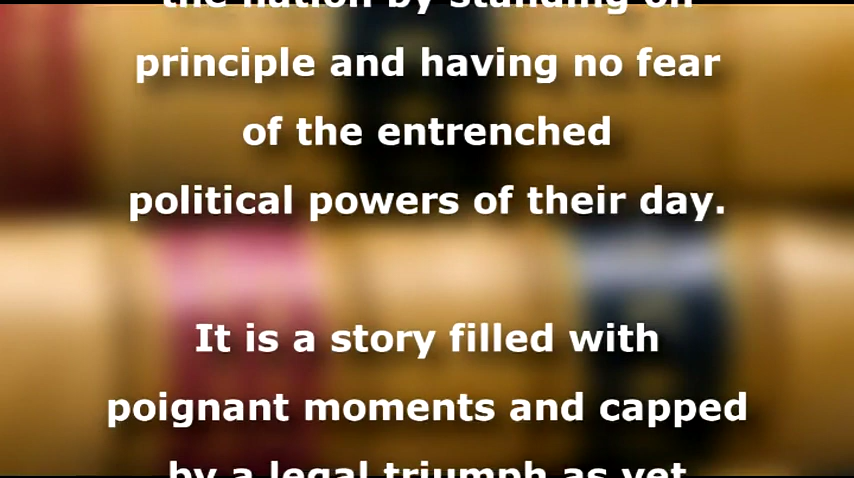 the nation by standing on
principle and having no fear
of the entrenched
political powers of their day.
It is a story filled with
poignant moments and capped
by a legal triumph as yet